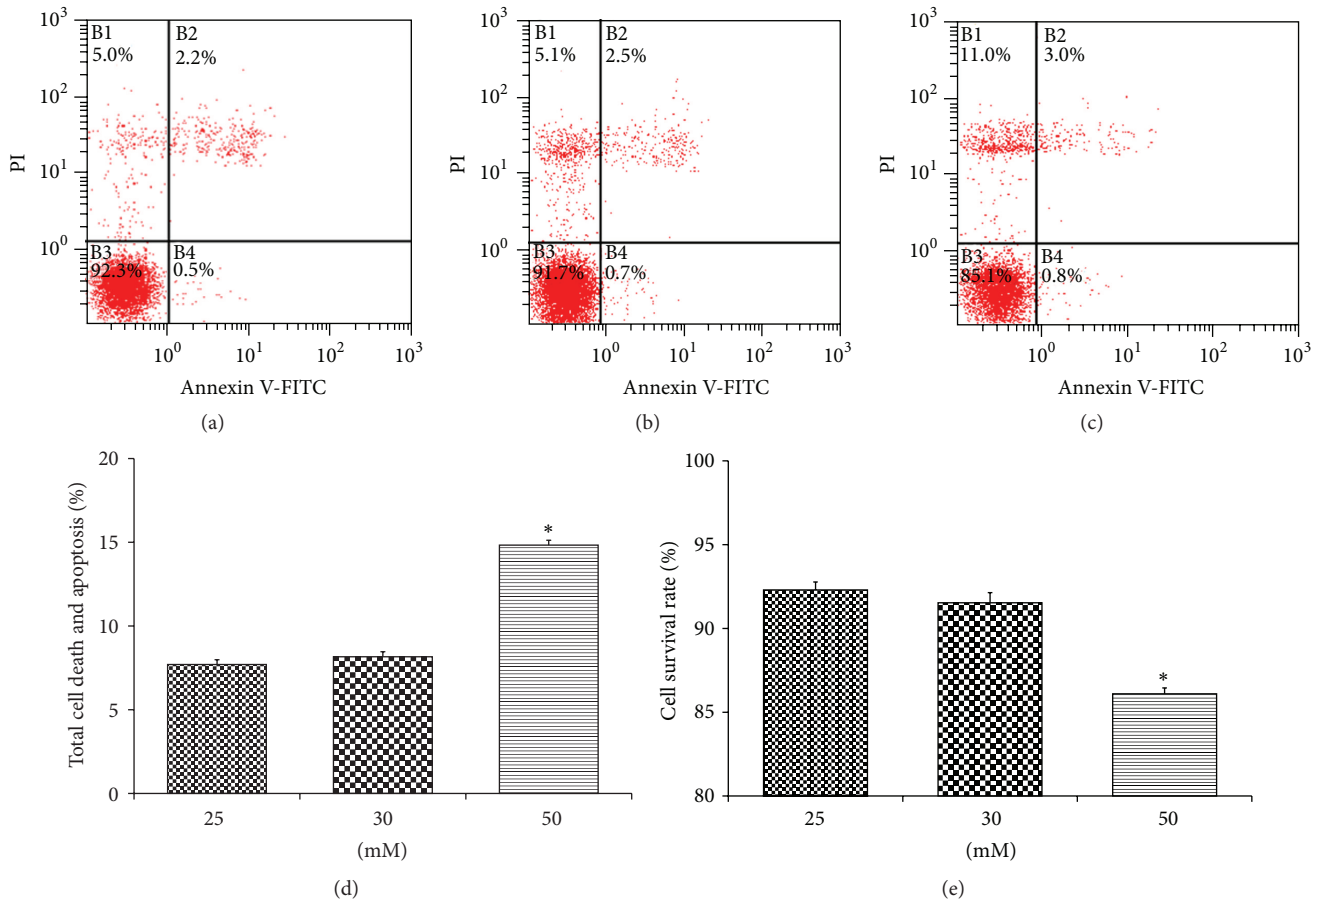 10³
B1
5.0%
B2
2.2%
10²
10¹
10⁰
PI
B3
92.3%
B4
0.5%
10⁰
10¹
10²
10³
Annexin V-FITC
(a)
10³
B1
5.1%
B2
2.5%
10²
10¹
10⁰
PI
B3
91.7%
B4
0.7%
10⁰
10¹
10²
10³
Annexin V-FITC
(b)
10³
B1
11.0%
B2
3.0%
10²
10¹
10⁰
PI
B3
85.1%
B4
0.8%
10⁰
10¹
10²
10³
Annexin V-FITC
(c)
Total cell death and apoptosis (%)
20
15
10
5
0
*
25
30
50
(mM)
(d)
Cell survival rate (%)
100
95
90
85
80
*
25
30
50
(mM)
(e)